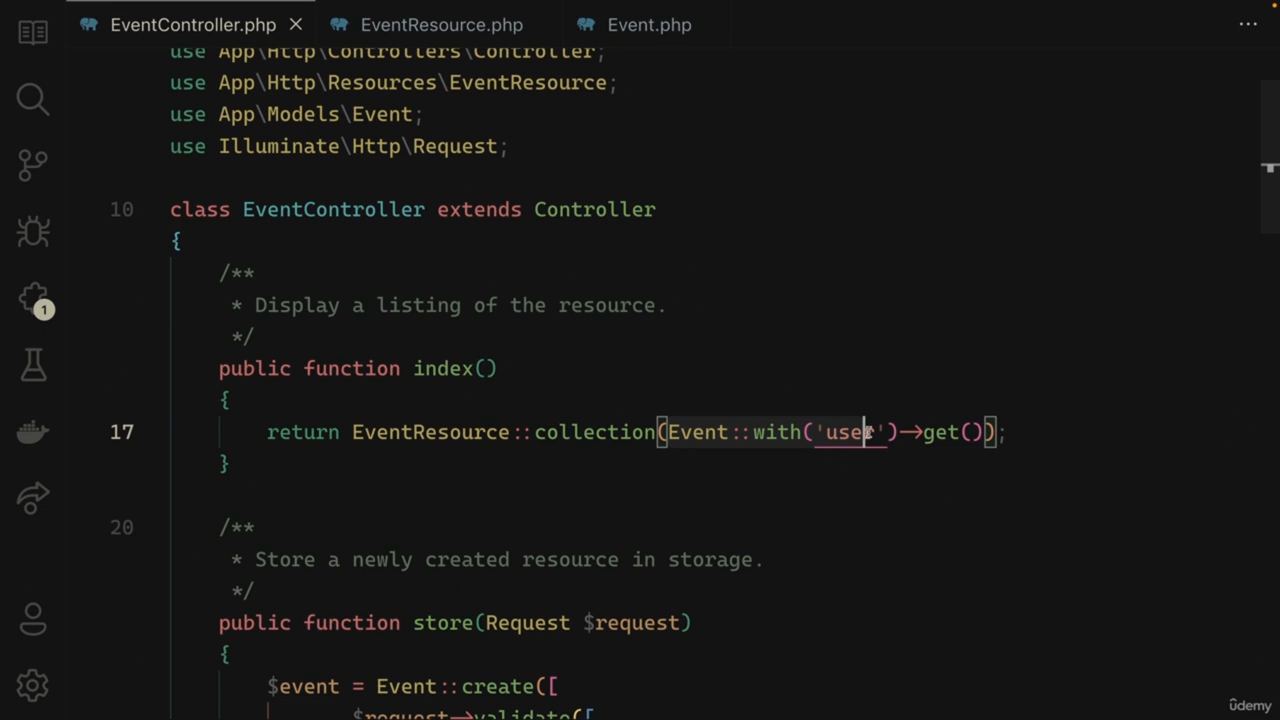 EventController.php
EventResource.php
Event.php
use App\Http\Controllers\Controller;
use App\Http\Resources\EventResource;
use App\Models\Event;
use Illuminate\Http\Request;
10 class EventController extends Controller
{
/**
* Display a listing of the resource.
*/
public function index()
{
17 return EventResource::collection(Event::with('user')->get());
}
20 /**
* Store a newly created resource in storage.
*/
public function store(Request $request)
{
$event = Event::create([
$request->validate([
1
ûdemy